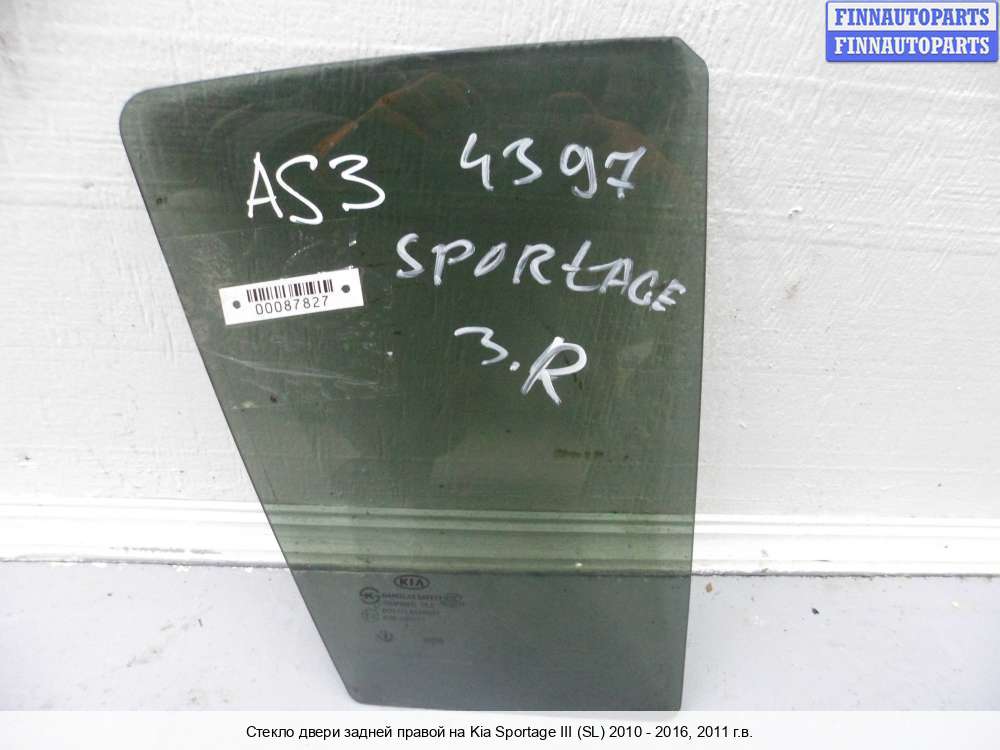 FINNAUTOPARTS
FINNAUTOPARTS
AS3 4397
SPORtAGE
00087827
3.R
KIA
Стекло двери задней правой на Kia Sportage III (SL) 2010 - 2016, 2011 г.в.